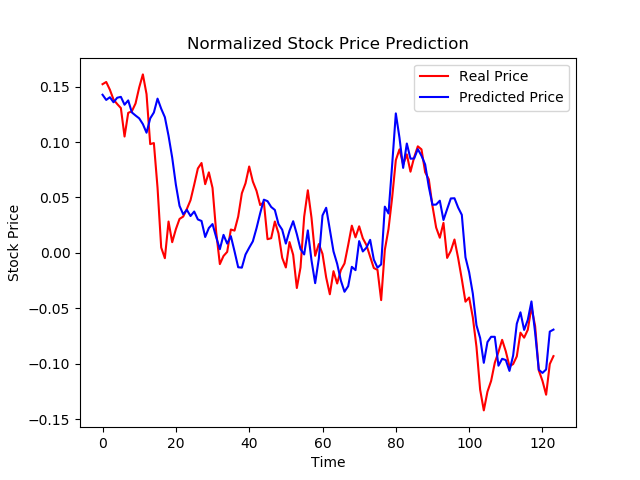 Normalized Stock Price Prediction
Real Price
Predicted Price
0.15
0.10
0.05
0.00
−0.05
−0.10
−0.15
Stock Price
0 20 40 60 80 100 120
Time